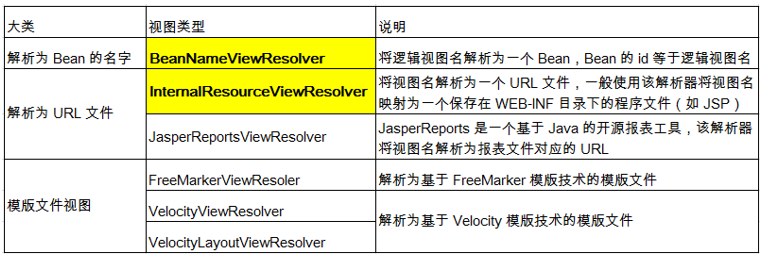 大类 视图类型 说明
解析为 Bean 的名字 BeanNameViewResolver 将逻辑视图名解析为一个 Bean，Bean 的 id 等于逻辑视图名
解析为 URL 文件 InternalResourceViewResolver 将视图名解析为一个 URL 文件，一般使用该解析器将视图名
映射为一个保存在 WEB-INF 目录下的程序文件（如 JSP）
JasperReportsViewResolver JasperReports 是一个基于 Java 的开源报表工具，该解析器
将视图名解析为报表文件对应的 URL
模版文件视图 FreeMarkerViewResoler 解析为基于 FreeMarker 模版技术的模版文件
VelocityViewResolver 解析为基于 Velocity 模版技术的模版文件
VelocityLayoutViewResolver